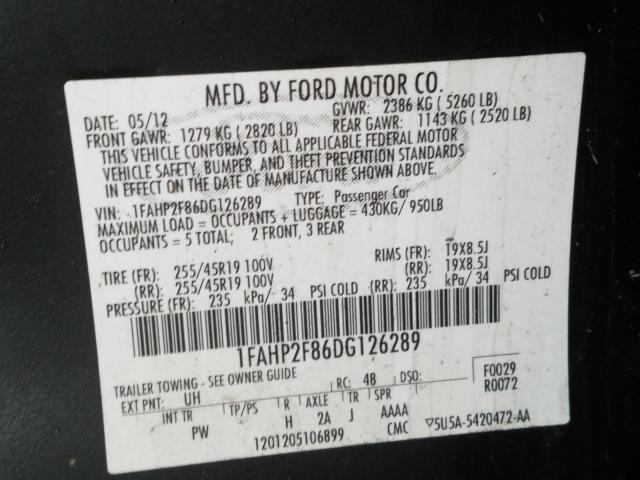 MFD. BY FORD MOTOR CO.
DATE: 05/12 GVWR: 2386 KG ( 5260 LB)
FRONT GAWR: 1279 KG ( 2820 LB) REAR GAWR: 1143 KG ( 2520 LB)
THIS VEHICLE CONFORMS TO ALL APPLICABLE FEDERAL MOTOR
VEHICLE SAFETY, BUMPER, AND THEFT PREVENTION STANDARDS
IN EFFECT ON THE DATE OF MANUFACTURE SHOWN ABOVE.
VIN: 1FAHP2F86DG126289 TYPE: Passenger Car
MAXIMUM LOAD = OCCUPANTS + LUGGAGE = 430KG/ 950LB
OCCUPANTS = 5 TOTAL; 2 FRONT, 3 REAR
TIRE (FR): 255/45R19 100V RIMS (FR): 19X8.5J
(RR): 255/45R19 100V (RR): 19X8.5J
PRESSURE (FR): 235 kPa/ 34 PSI COLD (RR): 235 kPa/ 34 PSI COLD
1FAHP2F86DG126289
TRAILER TOWING - SEE OWNER GUIDE
EXT PNT: UH RC: 48 DSO: F0029
INT TR TP/PS R AXLE TR SPR R0072
PW H 2A J AAAA
1201205106899 CMC ▽5U5A-5420472-AA